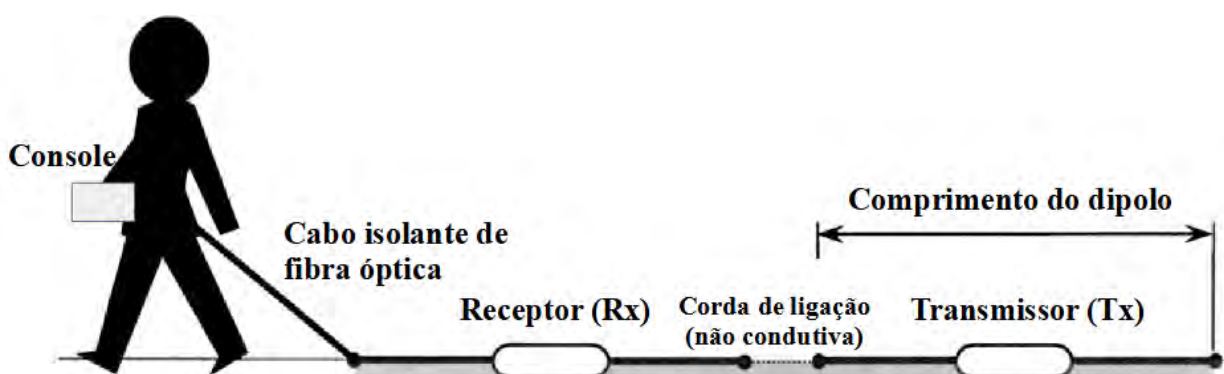 Console
Comprimento do dipolo
Cabo isolante de
fibra óptica
Receptor (Rx)
Corda de ligação
(não condutiva)
Transmissor (Tx)